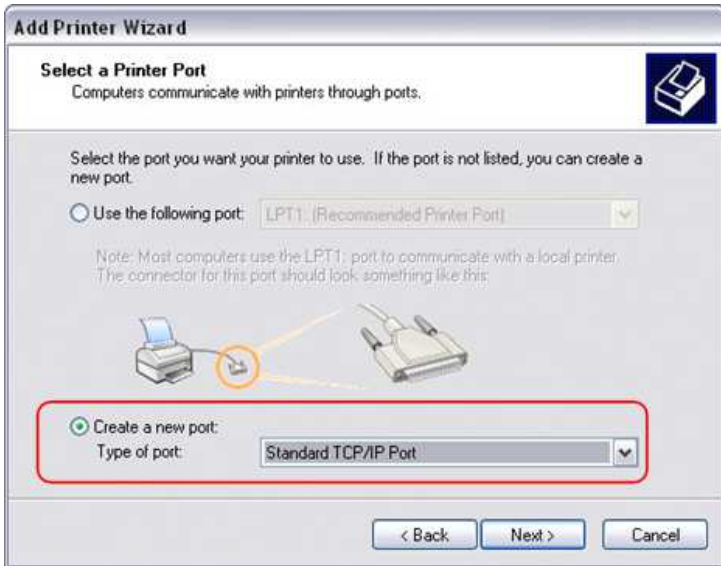 Add Printer Wizard
Select a Printer Port
Computers communicate with printers through ports.
Select the port you want your printer to use. If the port is not listed, you can create a
new port.
Use the following port: LPT1: (Recommended Printer Port)
Note: Most computers use the LPT1: port to communicate with a local printer.
The connector for this port should look something like this:
Create a new port:
Type of port: Standard TCP/IP Port
< Back Next > Cancel